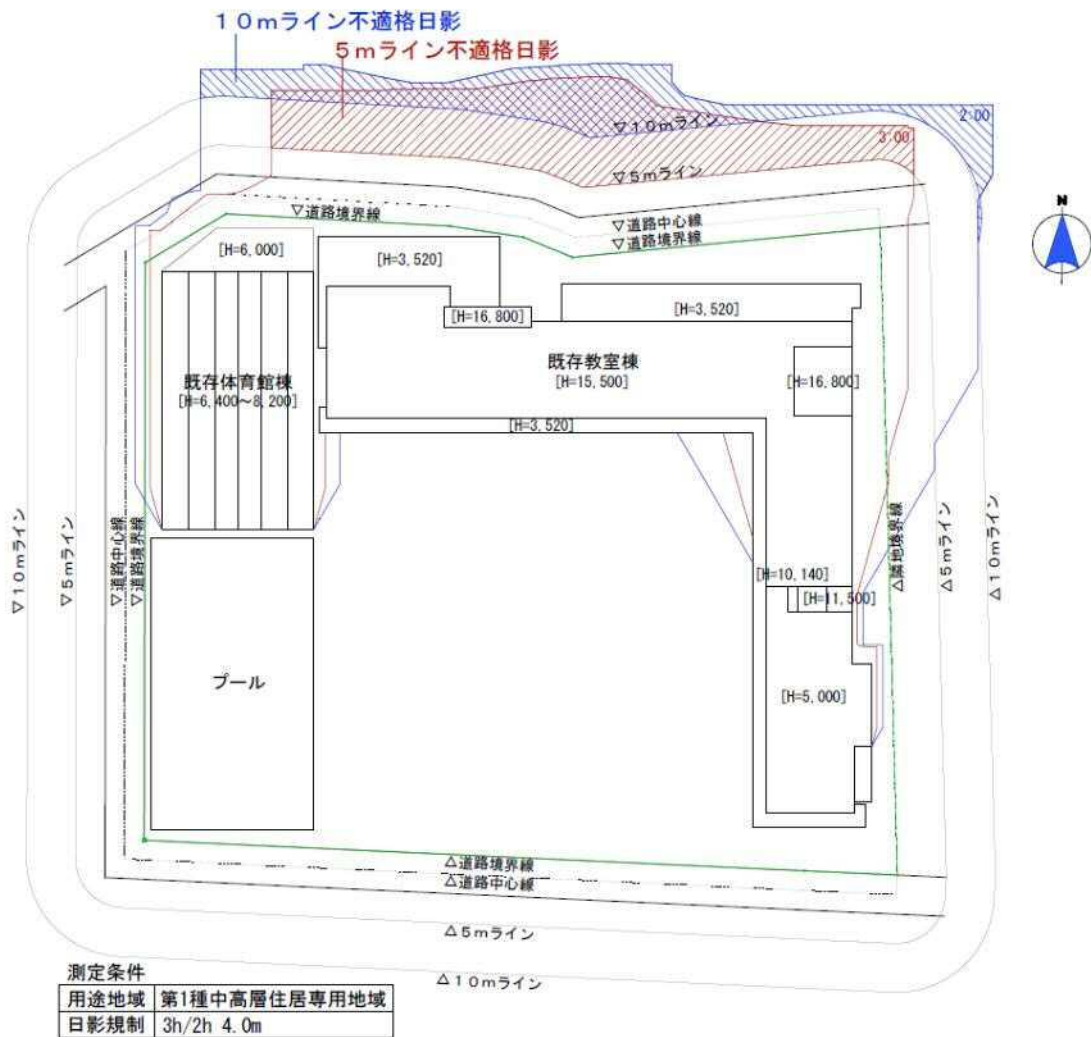 10mライン不適格日影
5mライン不適格日影
2:00
▽10mライン
3:00
▽5mライン
▽道路境界線
▽道路中心線
▽道路境界線
N
[H=6,000]
[H=3,520]
[H=16,800]
[H=3,520]
既存体育館棟
[H=6,400～8,200]
既存教室棟
[H=15,500]
[H=16,800]
[H=3,520]
▽10mライン
▽5mライン
▽道路中心線
▽道路境界線
△隣地境界線
△5mライン
△10mライン
[H=10,140]
[H=11,500]
プール
[H=5,000]
△道路境界線
△道路中心線
△5mライン
△10mライン
測定条件
用途地域 第1種中高層住居専用地域
日影規制 3h/2h 4.0m